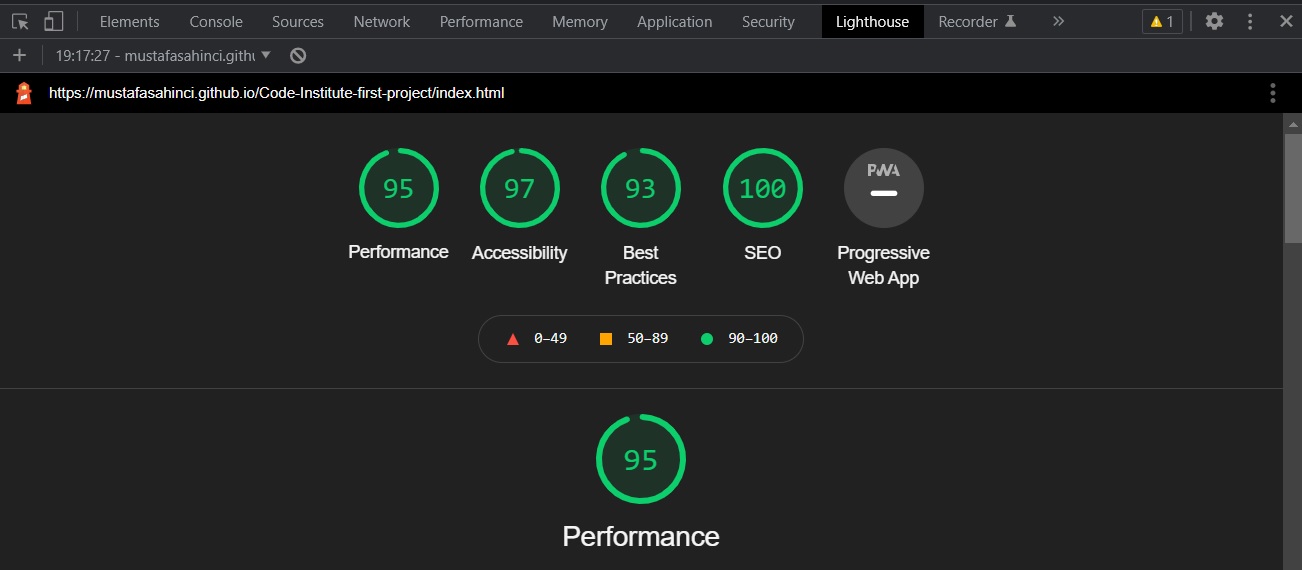 Elements Console Sources Network Performance Memory Application Security Lighthouse Recorder 1
19:17:27 - mustafasahinci.githu
https://mustafasahinci.github.io/Code-Institute-first-project/index.html
95 97 93 100 PWA
Performance Accessibility Best SEO Progressive
Practices Web App
0–49 50–89 90–100
95
Performance